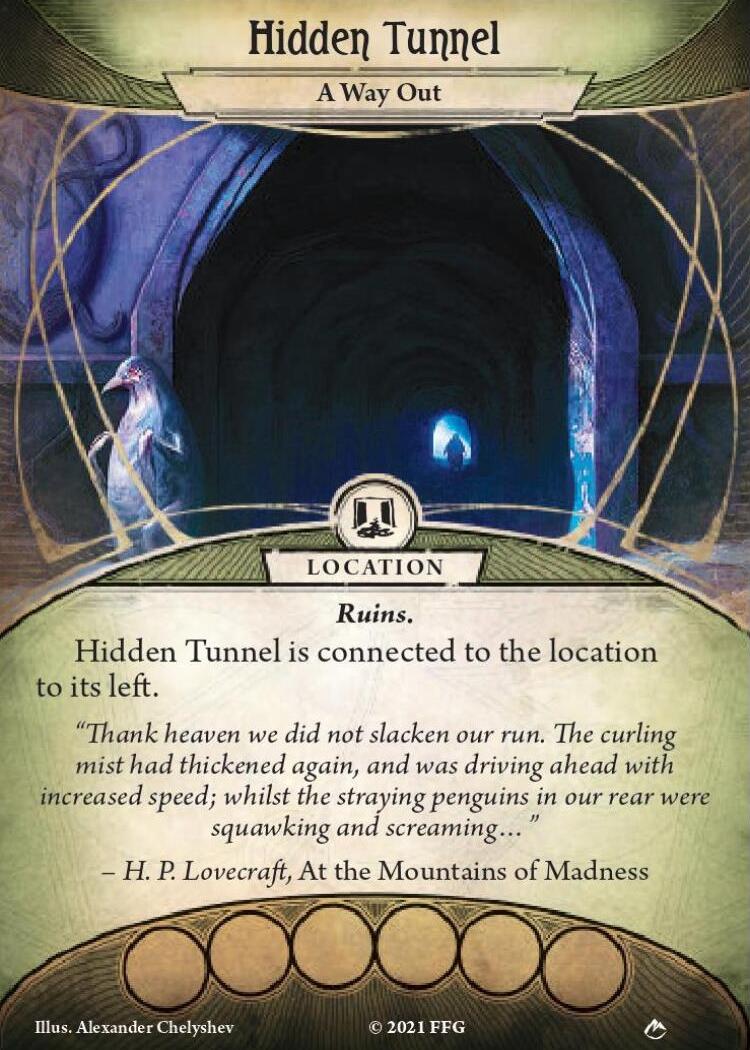 Hidden Tunnel
A Way Out
LOCATION
Ruins.
Hidden Tunnel is connected to the location
to its left.
“Thank heaven we did not slacken our run. The curling
mist had thickened again, and was driving ahead with
increased speed; whilst the straying penguins in our rear were
squawking and screaming…”
– H. P. Lovecraft, At the Mountains of Madness
Illus. Alexander Chelyshev
© 2021 FFG